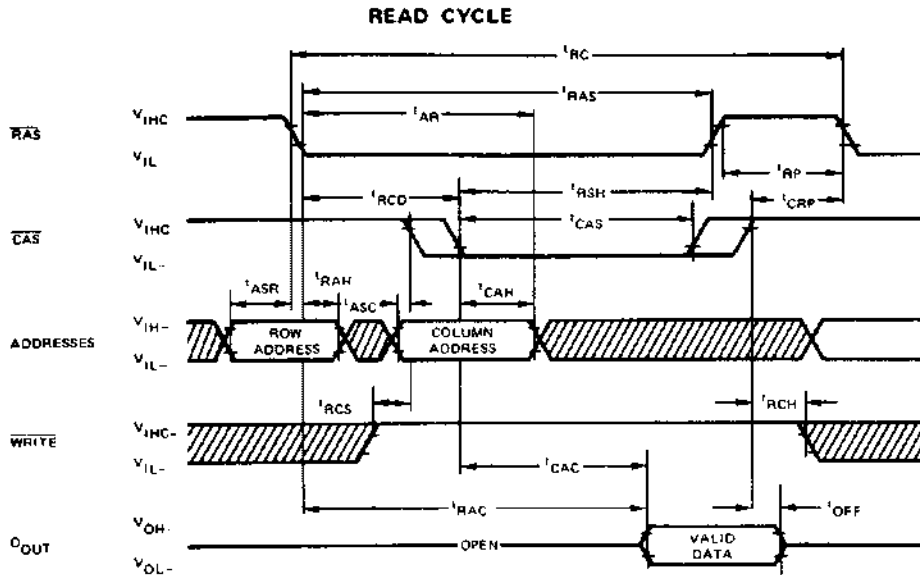 READ CYCLE
tRC
tRAS
tAR
RAS
VIHC
VIL
tRP
tRCD
tRSH
tCRP
CAS
VIHC
VIL-
tCAS
tASR
tRAH
tASC
tCAH
ADDRESSES
VIH-
VIL-
ROW
ADDRESS
COLUMN
ADDRESS
tRCS
tRCH
WRITE
VIHC-
VIL-
tCAC
tRAC
tOFF
DOUT
VOH-
VOL-
OPEN
VALID
DATA